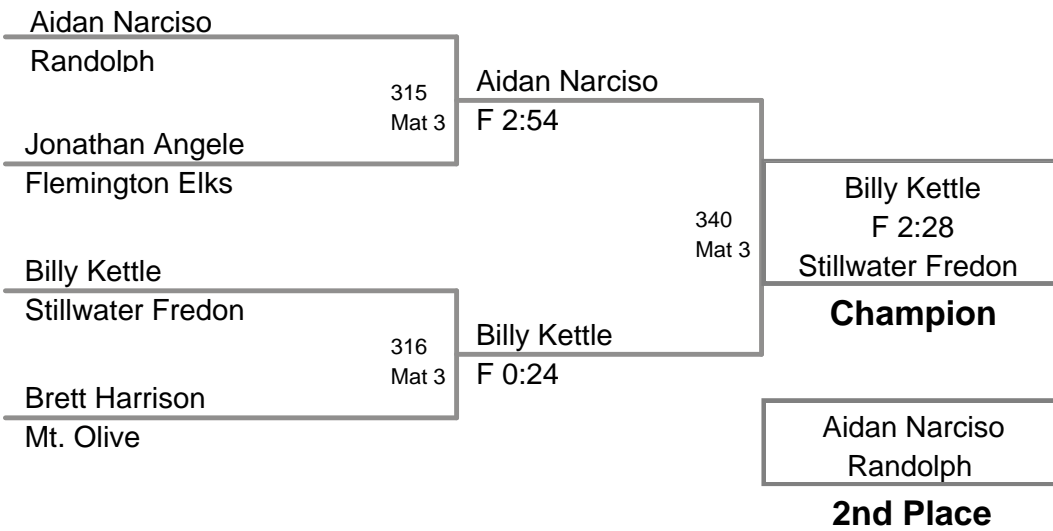 Aidan Narciso
Randolph
315
Mat 3
Jonathan Angele
Flemington Elks
Aidan Narciso
F 2:54
Billy Kettle
Stillwater Fredon
316
Mat 3
Brett Harrison
Mt. Olive
Billy Kettle
F 0:24
340
Mat 3
Billy Kettle
F 2:28
Stillwater Fredon
Champion
Aidan Narciso
Randolph
2nd Place